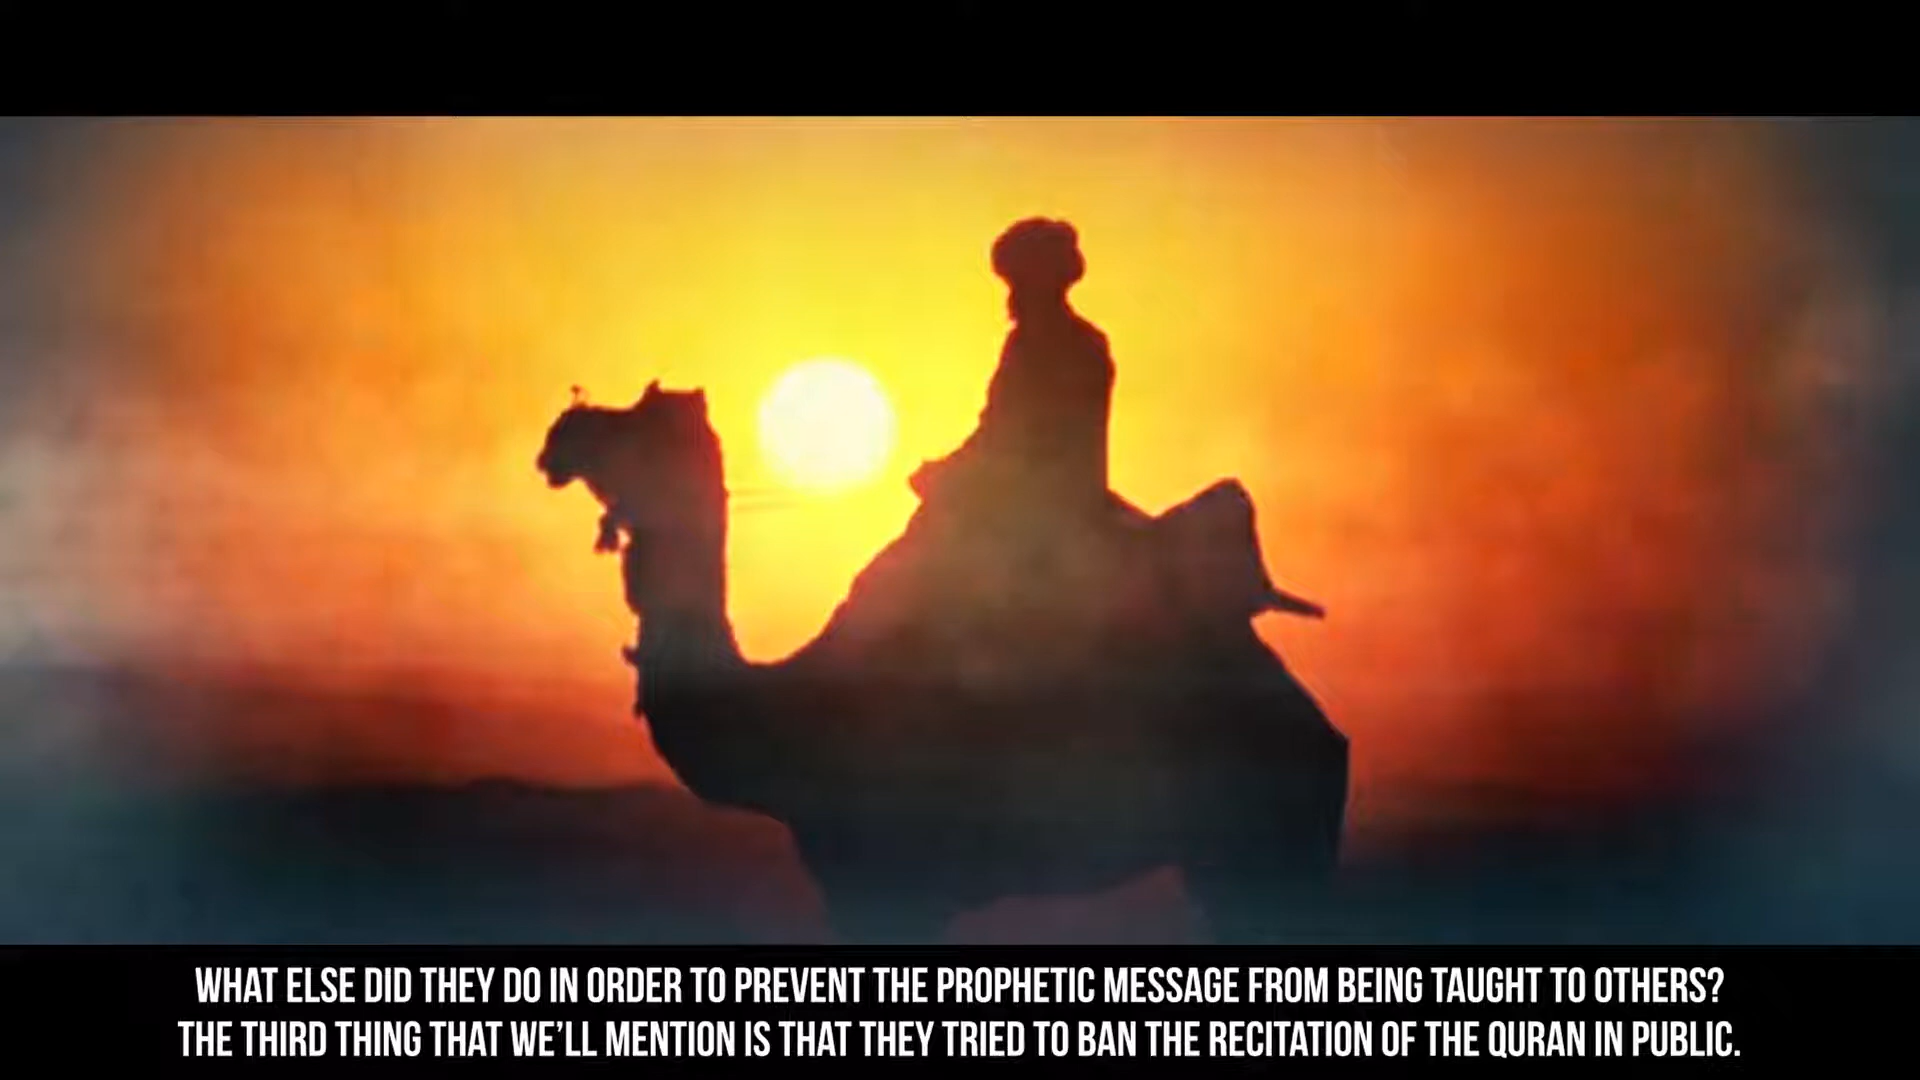 WHAT ELSE DID THEY DO IN ORDER TO PREVENT THE PROPHETIC MESSAGE FROM BEING TAUGHT TO OTHERS?
THE THIRD THING THAT WE'LL MENTION IS THAT THEY TRIED TO BAN THE RECITATION OF THE QURAN IN PUBLIC.